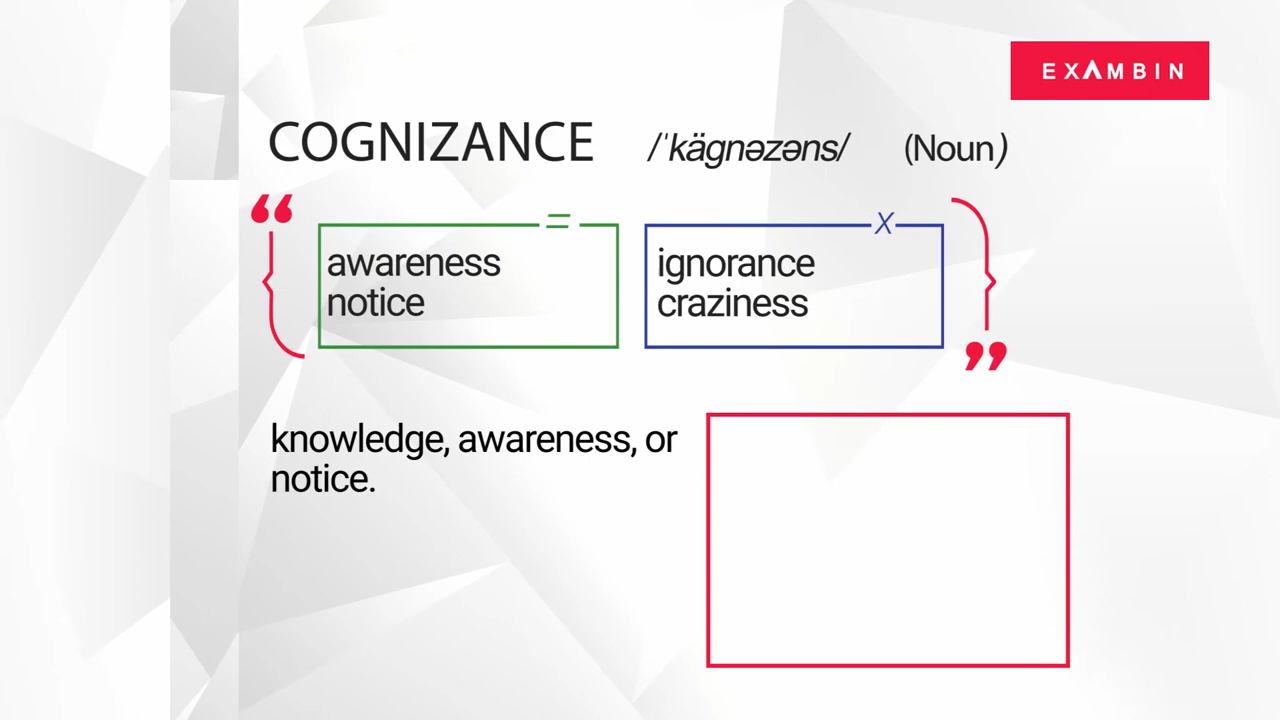 EXAMBIN
COGNIZANCE /ˈkägnəzəns/ (Noun)
“
=
awareness
notice
X
ignorance
craziness
”
knowledge, awareness, or
notice.